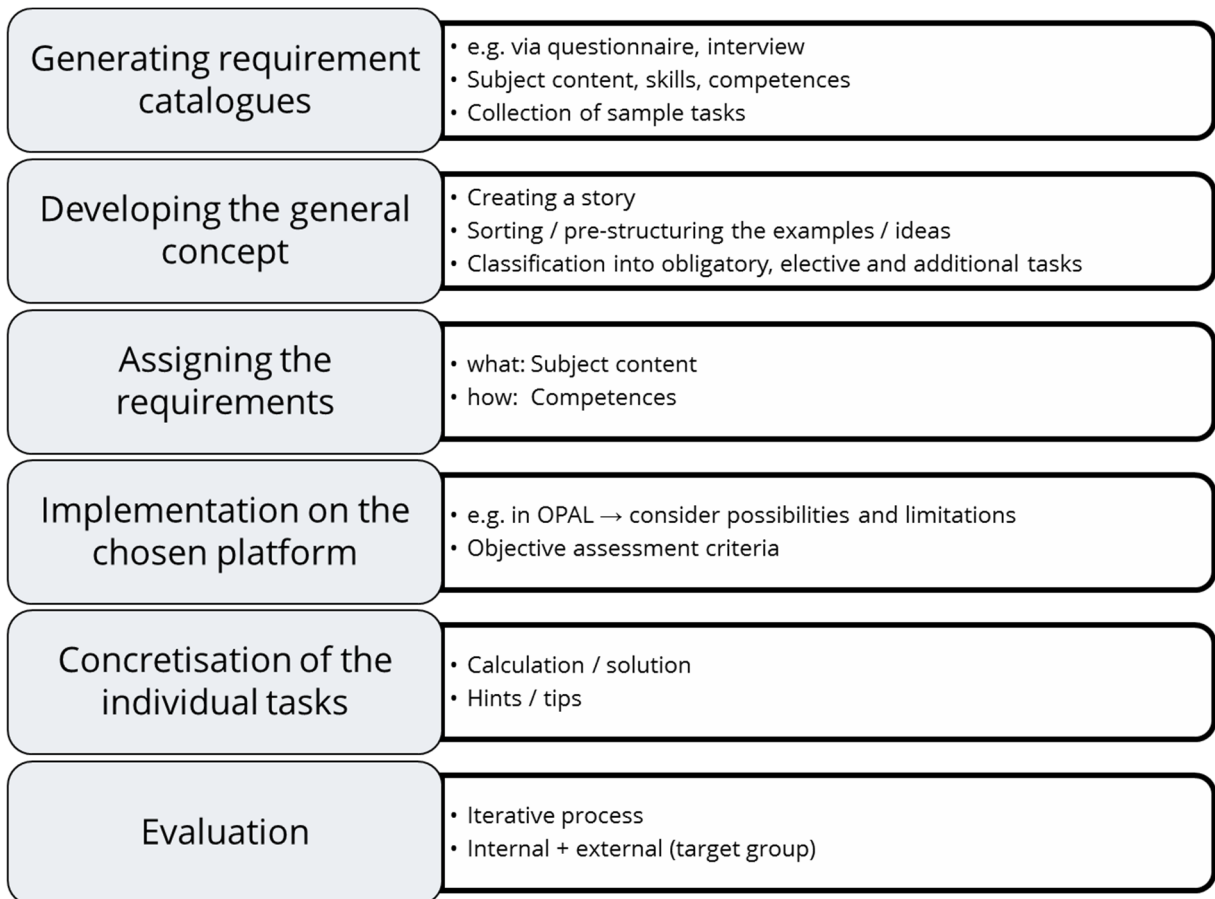 Generating requirement
catalogues
• e.g. via questionnaire, interview
• Subject content, skills, competences
• Collection of sample tasks
Developing the general
concept
• Creating a story
• Sorting / pre-structuring the examples / ideas
• Classification into obligatory, elective and additional tasks
Assigning the
requirements
• what: Subject content
• how: Competences
Implementation on the
chosen platform
• e.g. in OPAL → consider possibilities and limitations
• Objective assessment criteria
Concretisation of the
individual tasks
• Calculation / solution
• Hints / tips
Evaluation
• Iterative process
• Internal + external (target group)